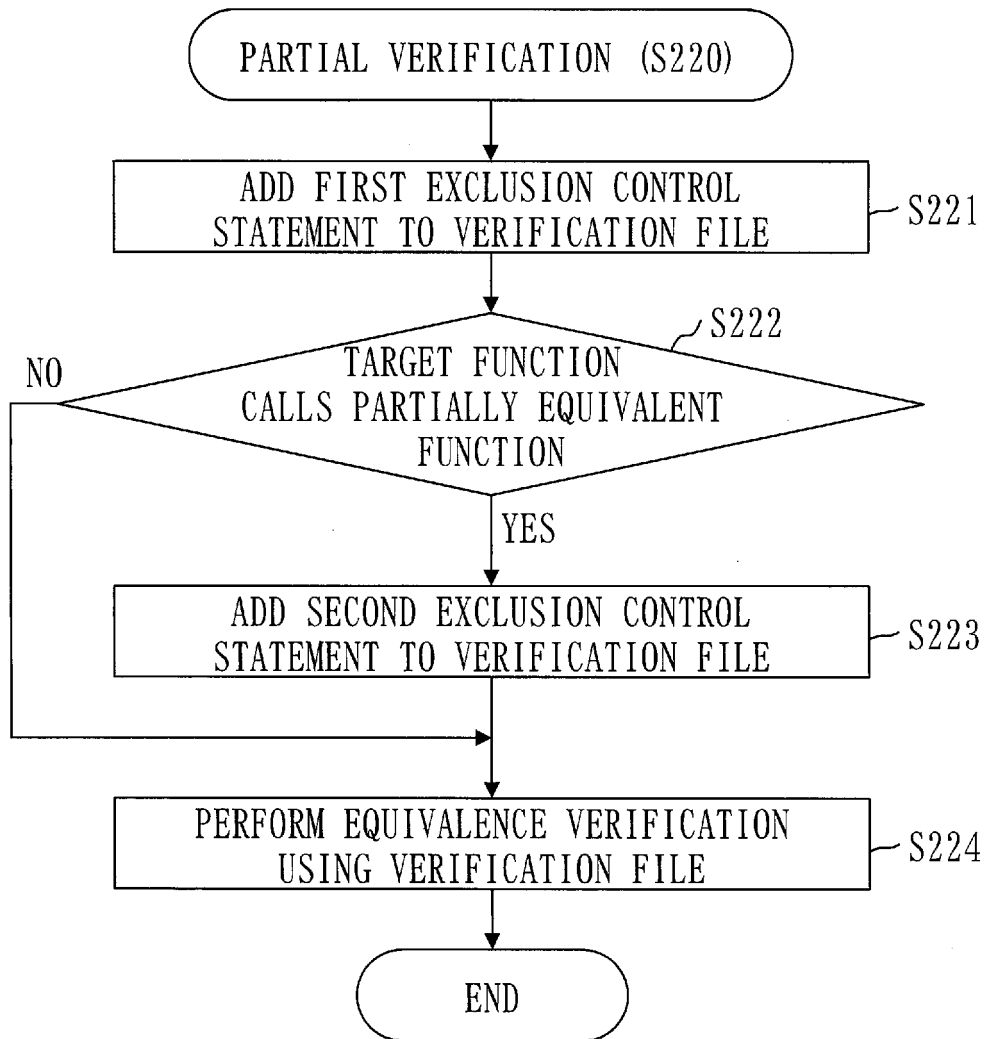 PARTIAL VERIFICATION (S220)
ADD FIRST EXCLUSION CONTROL
STATEMENT TO VERIFICATION FILE
S221
S222
TARGET FUNCTION
CALLS PARTIALLY EQUIVALENT
FUNCTION
NO
YES
ADD SECOND EXCLUSION CONTROL
STATEMENT TO VERIFICATION FILE
S223
PERFORM EQUIVALENCE VERIFICATION
USING VERIFICATION FILE
S224
END